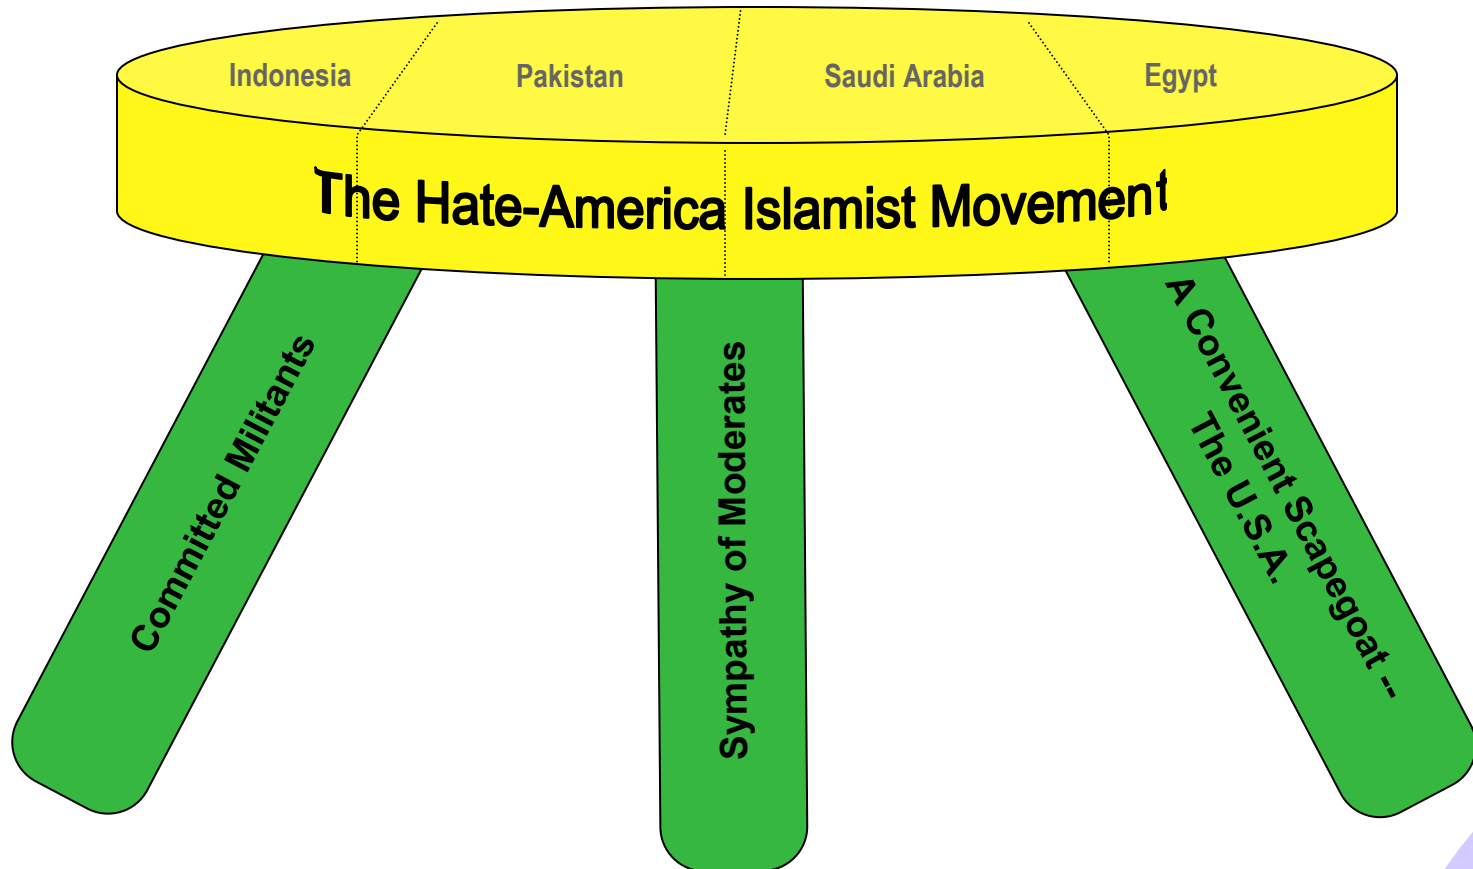 Indonesia
Pakistan
Saudi Arabia
Egypt
The Hate-America Islamist Movement
Committed Militants
Sympathy of Moderates
A Convenient Scapegoat --
The U.S.A.